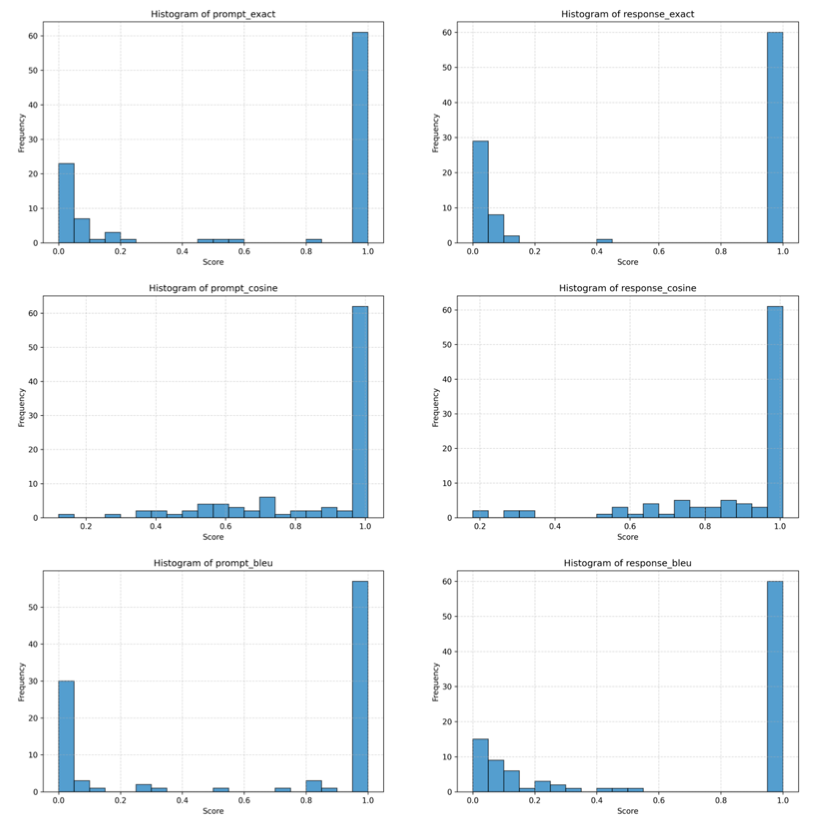 Histogram of prompt_exact
Frequency
60
50
40
30
20
10
0
0.0 0.2 0.4 0.6 0.8 1.0
Score
Histogram of response_exact
Frequency
60
50
40
30
20
10
0
0.0 0.2 0.4 0.6 0.8 1.0
Score
Histogram of prompt_cosine
Frequency
60
50
40
30
20
10
0
0.2 0.4 0.6 0.8 1.0
Score
Histogram of response_cosine
Frequency
60
50
40
30
20
10
0
0.2 0.4 0.6 0.8 1.0
Score
Histogram of prompt_bleu
Frequency
50
40
30
20
10
0
0.0 0.2 0.4 0.6 0.8 1.0
Score
Histogram of response_bleu
Frequency
60
50
40
30
20
10
0
0.0 0.2 0.4 0.6 0.8 1.0
Score